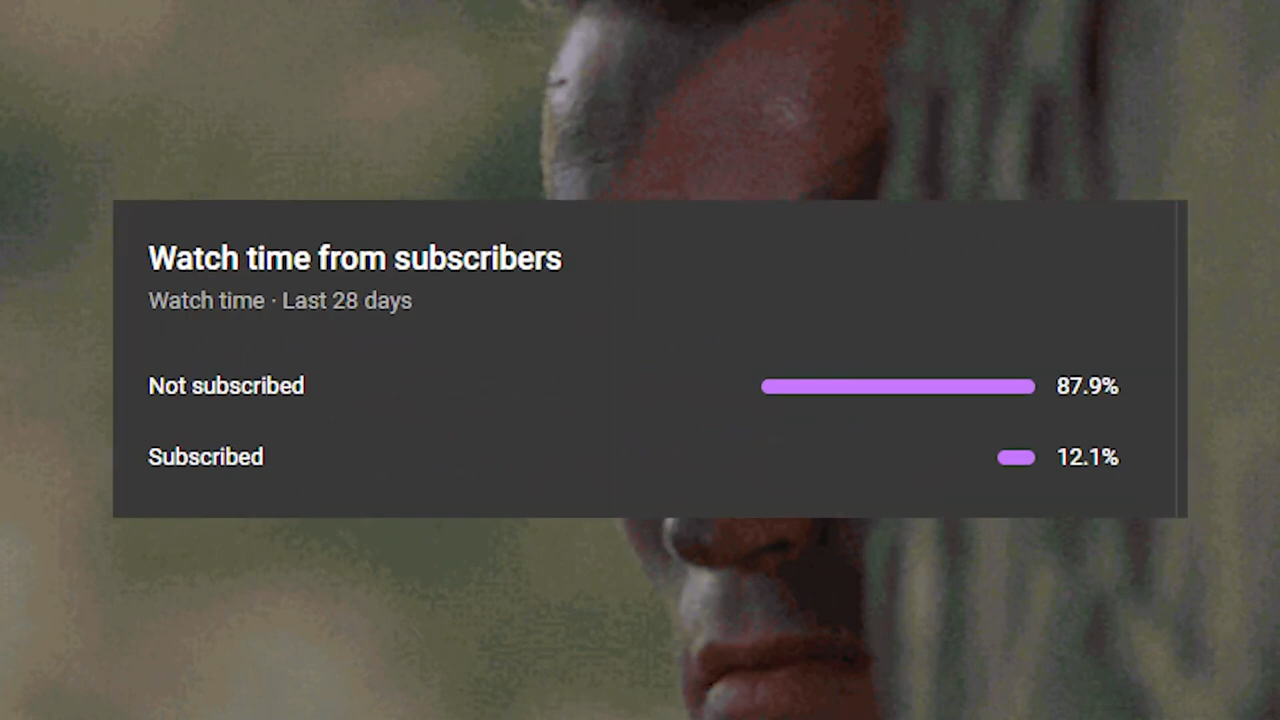 Watch time from subscribers
Watch time · Last 28 days
Not subscribed 87.9%
Subscribed 12.1%